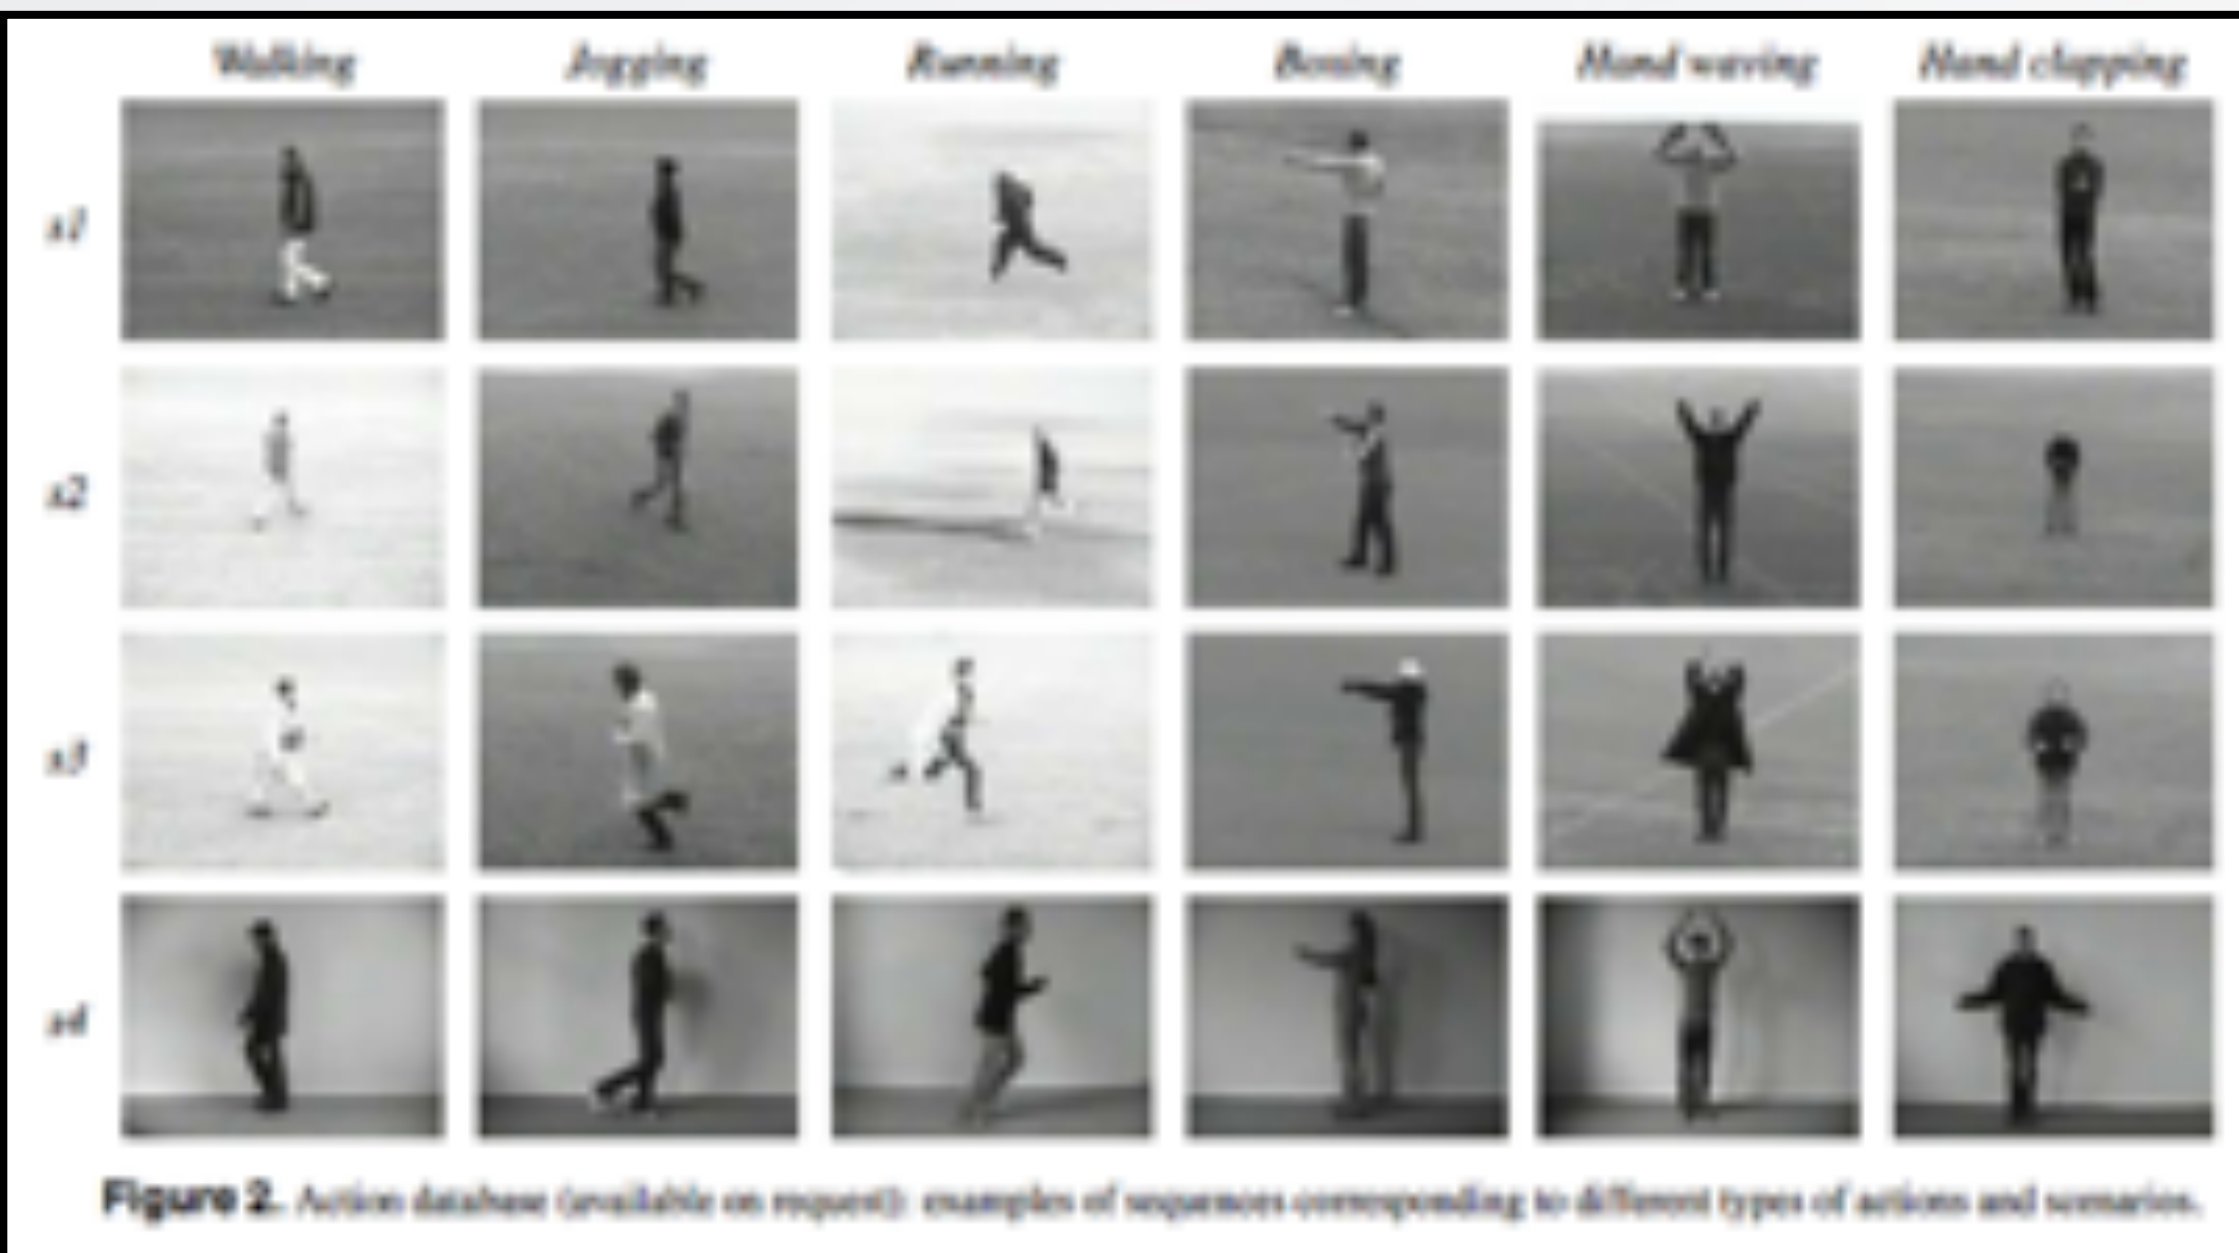 Walking Jogging Running Boxing Hand waving Hand clapping
s1
s2
s3
s4
Figure 2. Action database (available on request): examples of sequences corresponding to different types of actions and scenarios.